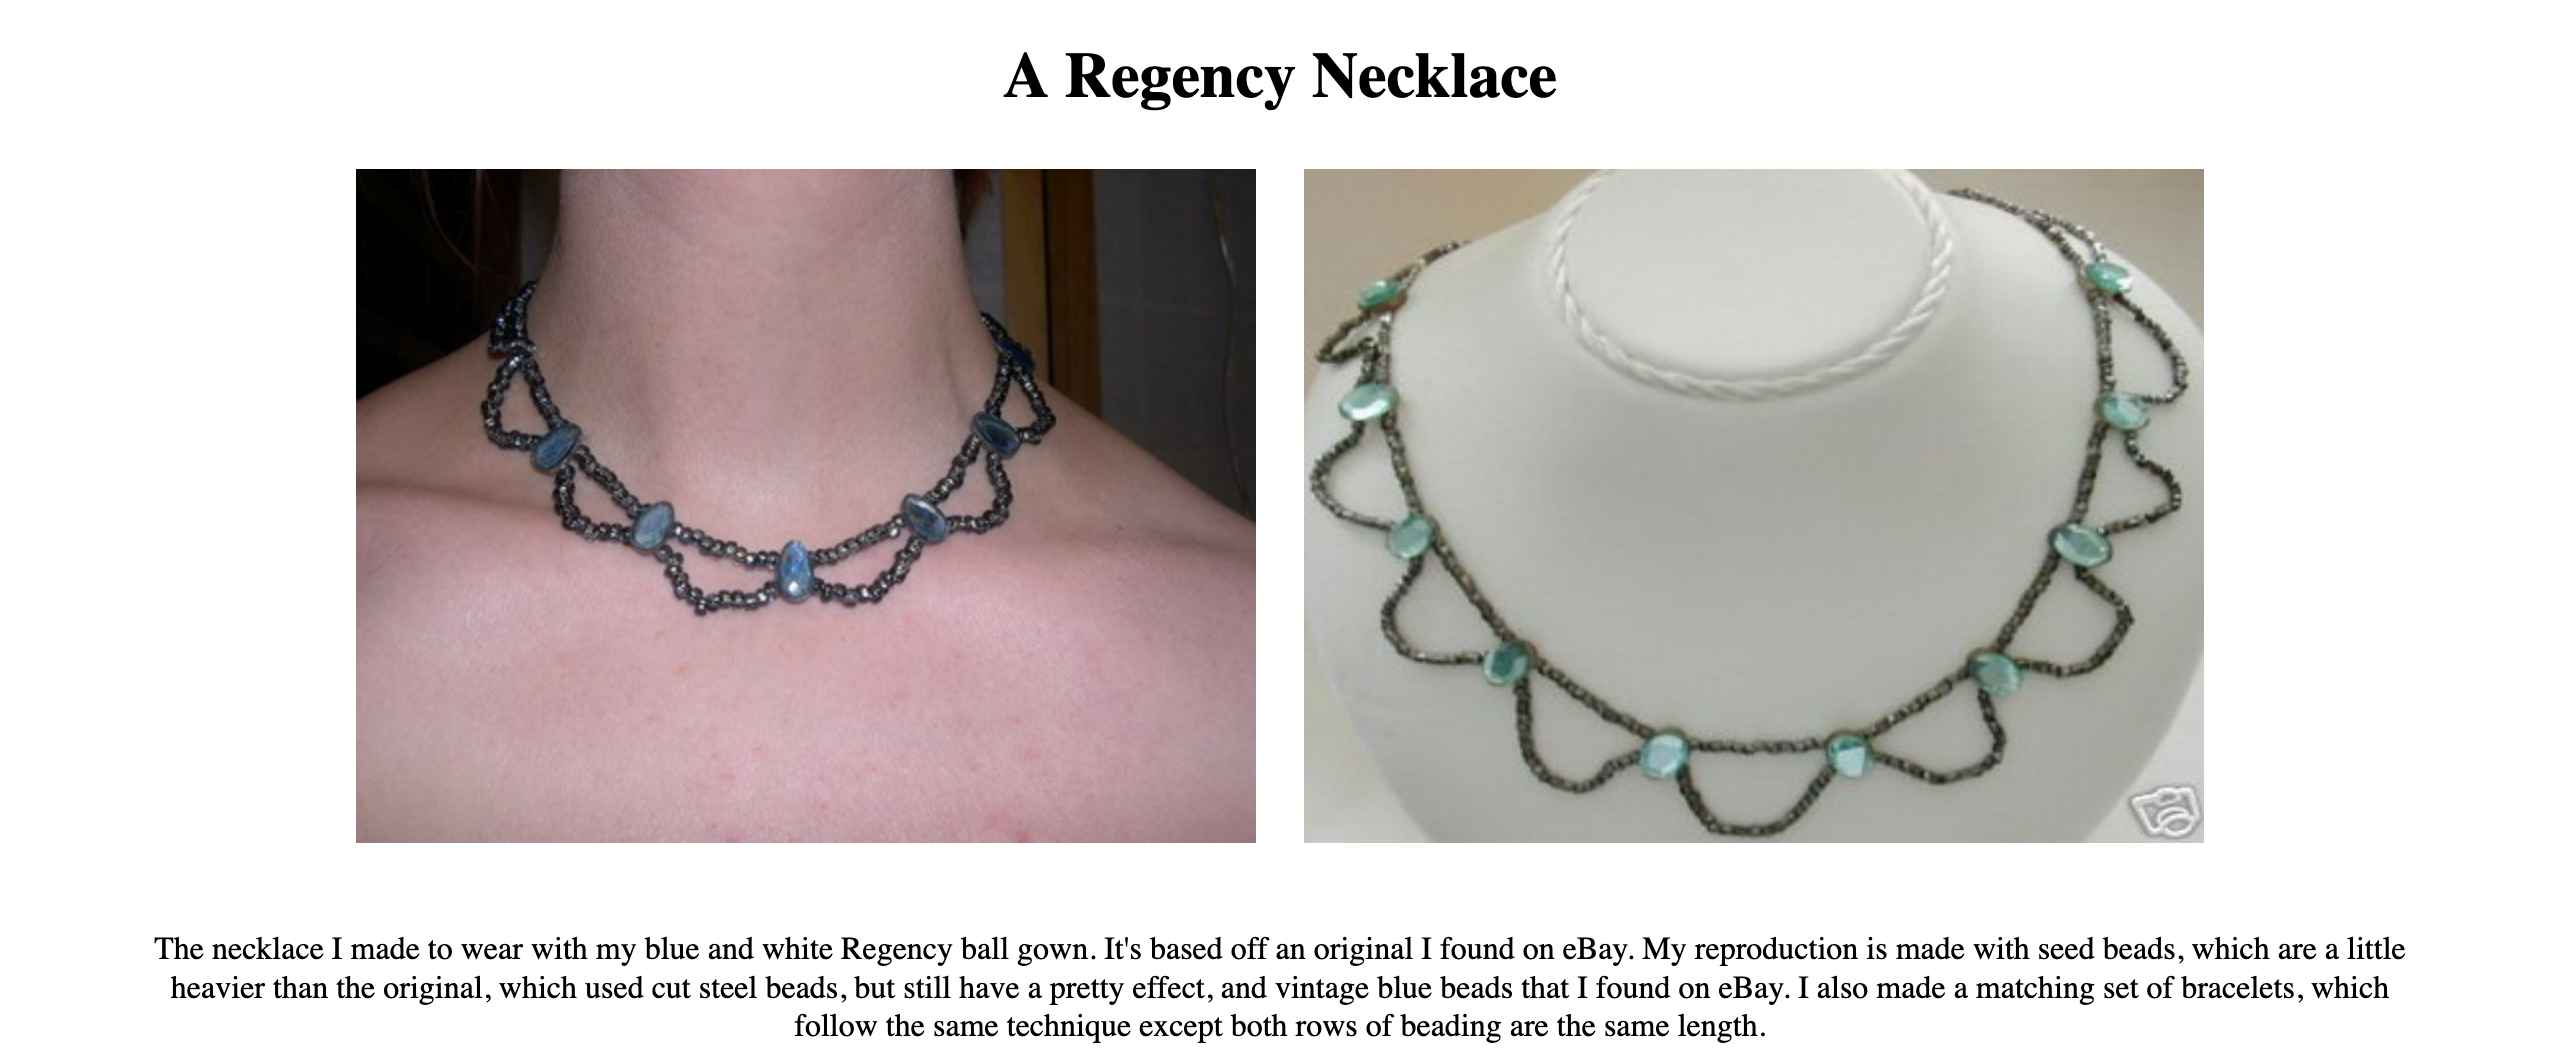 A Regency Necklace
The necklace I made to wear with my blue and white Regency ball gown. It's based off an original I found on eBay. My reproduction is made with seed beads, which are a little
heavier than the original, which used cut steel beads, but still have a pretty effect, and vintage blue beads that I found on eBay. I also made a matching set of bracelets, which
follow the same technique except both rows of beading are the same length.